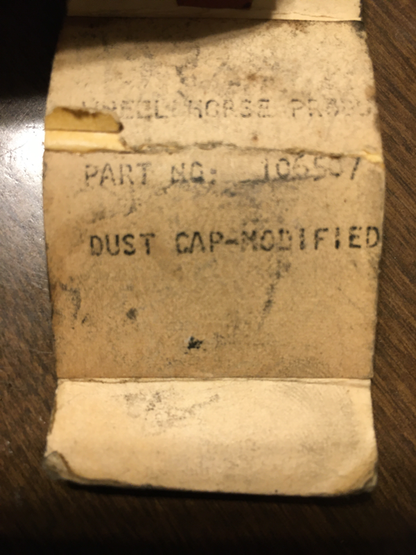 WHEEL HORSE
PART NO: 106507
DUST CAP-MODIFIED